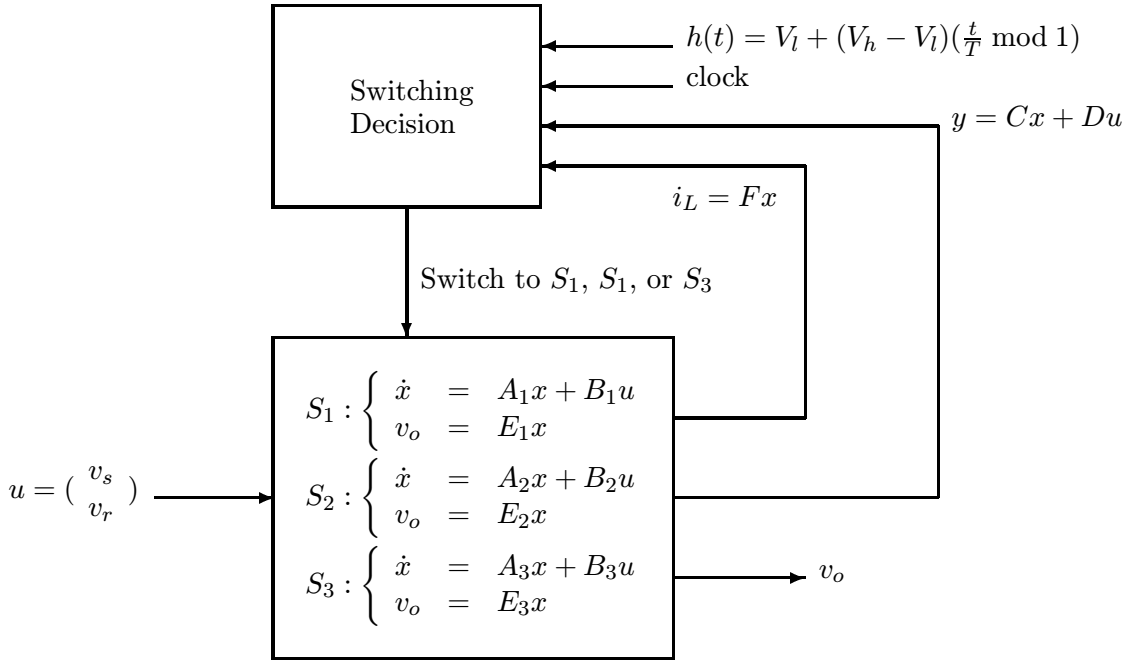 h(t) = V_l + (V_h − V_l)(t/T mod 1)
Switching
Decision
clock
y = Cx + Du
i_L = Fx
Switch to S_1, S_1, or S_3
S_1 : { ẋ = A_1x + B_1u
v_o = E_1x
u = ( v_s
v_r )
S_2 : { ẋ = A_2x + B_2u
v_o = E_2x
S_3 : { ẋ = A_3x + B_3u
v_o = E_3x
v_o